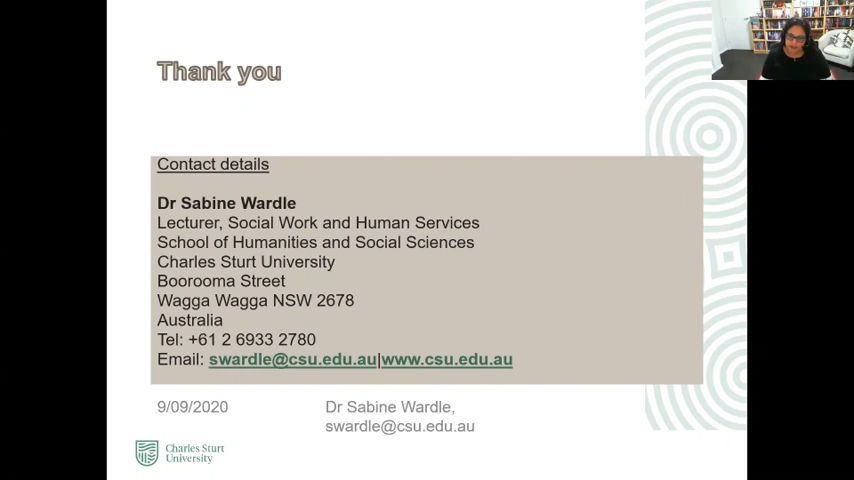 Thank you
Contact details
Dr Sabine Wardle
Lecturer, Social Work and Human Services
School of Humanities and Social Sciences
Charles Sturt University
Boorooma Street
Wagga Wagga NSW 2678
Australia
Tel: +61 2 6933 2780
Email: swardle@csu.edu.au|www.csu.edu.au
9/09/2020
Dr Sabine Wardle,
swardle@csu.edu.au
Charles Sturt
University